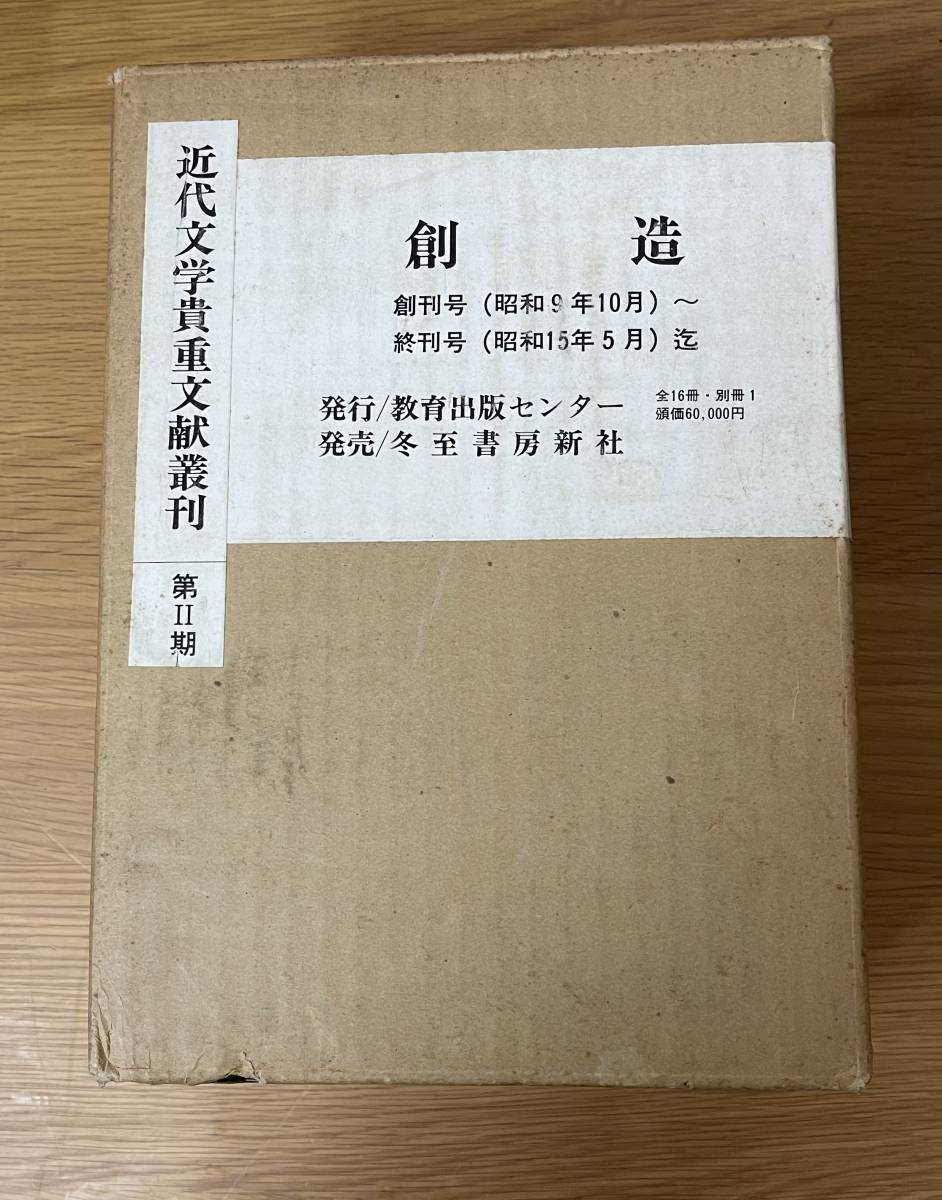 近代文学貴重文献叢刊
第II期
創 造
創刊号(昭和9年10月)～
終刊号(昭和15年5月)迄
発行/教育出版センター
発売/冬至書房新社
全16冊・別冊1
頒価60,000円